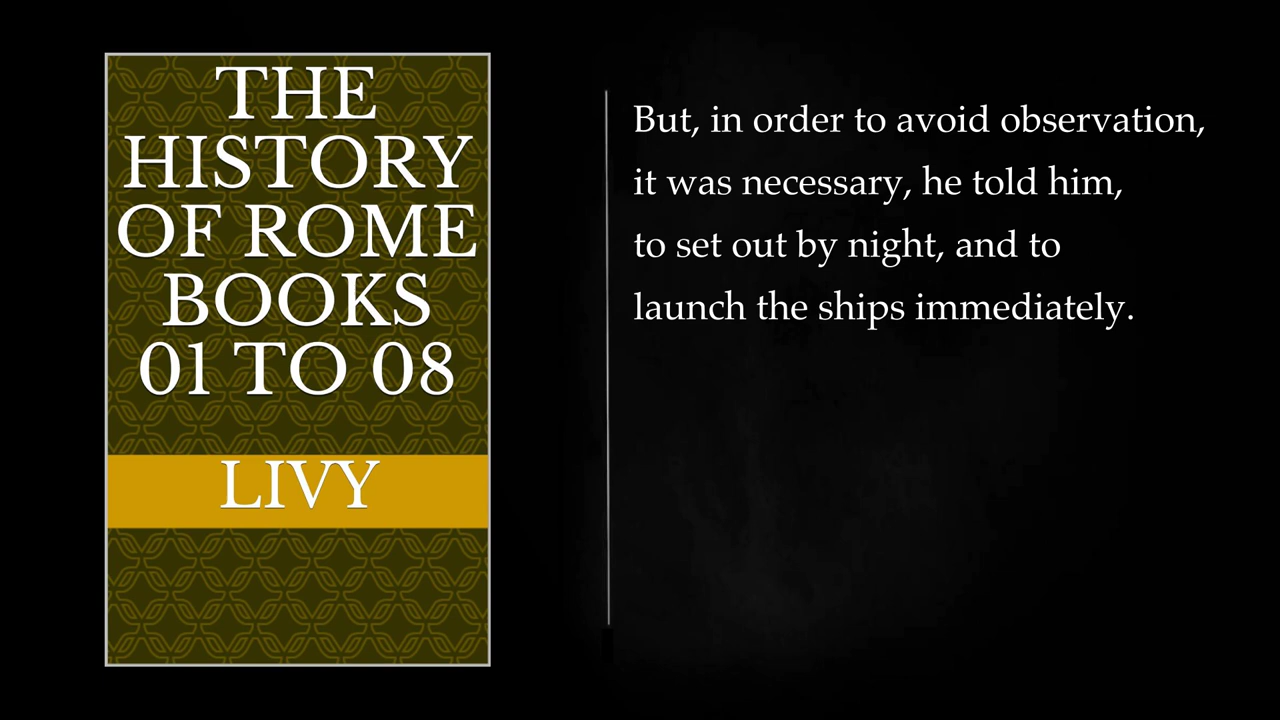 THE
HISTORY
OF ROME
BOOKS
01 TO 08
LIVY
But, in order to avoid observation,
it was necessary, he told him,
to set out by night, and to
launch the ships immediately.